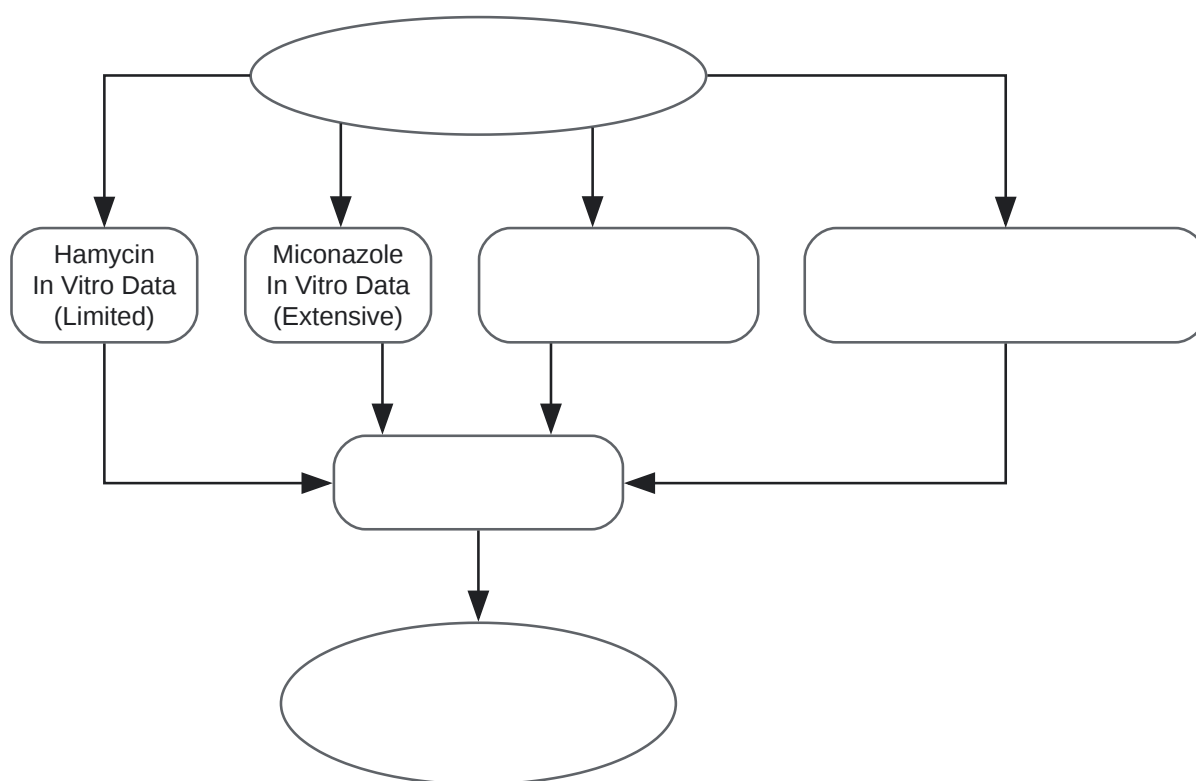 Hamycin
In Vitro Data
(Limited)
Miconazole
In Vitro Data
(Extensive)